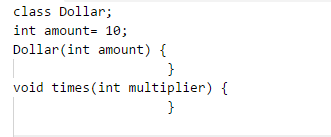 class Dollar;
int amount= 10;
Dollar(int amount) {
}
void times(int multiplier) {
}